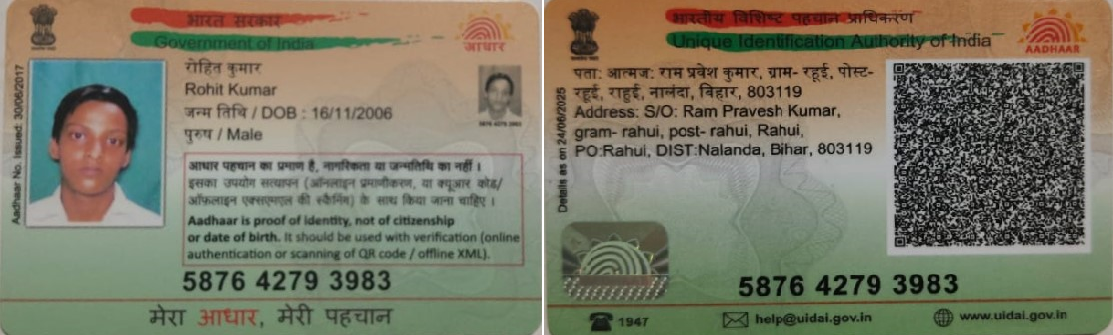 भारत सरकार
Government of India
आधार
Aadhaar No. Issued: 30/06/2017
रोहित कुमार
Rohit Kumar
जन्म तिथि / DOB : 16/11/2006
पुरुष / Male
5876 4279 3983
आधार पहचान का प्रमाण है, नागरिकता या जन्मतिथि का नहीं ।
इसका उपयोग सत्यापन (ऑनलाइन प्रमाणीकरण, या क्यूआर कोड/
ऑफलाइन एक्सएमएल की स्कैनिंग) के साथ किया जाना चाहिए ।
Aadhaar is proof of identity, not of citizenship
or date of birth. It should be used with verification (online
authentication or scanning of QR code / offline XML).
5876 4279 3983
मेरा आधार, मेरी पहचान
भारतीय विशिष्ट पहचान प्राधिकरण
Unique Identification Authority of India
AADHAAR
Details as on 24/06/2025
पता: आत्मज: राम प्रवेश कुमार, ग्राम- रहुई, पोस्ट-
रहुई, राहुई, नालंदा, बिहार, 803119
Address: S/O: Ram Pravesh Kumar,
gram- rahui, post- rahui, Rahui,
PO:Rahui, DIST:Nalanda, Bihar, 803119
5876 4279 3983
1947
help@uidai.gov.in
www.uidai.gov.in